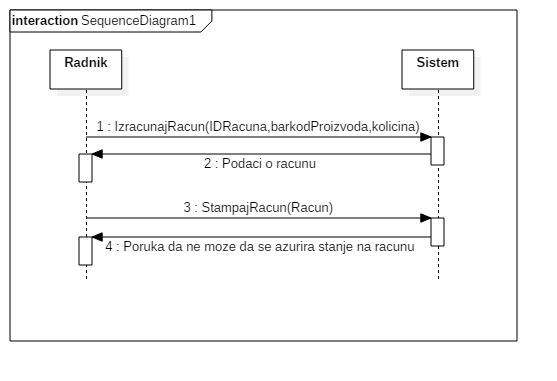 interaction SequenceDiagram1
Radnik
Sistem
1 : IzracunajRacun(IDRacuna,barkodProizvoda,kolicina)
2 : Podaci o racunu
3 : StampajRacun(Racun)
4 : Poruka da ne moze da se azurira stanje na racunu